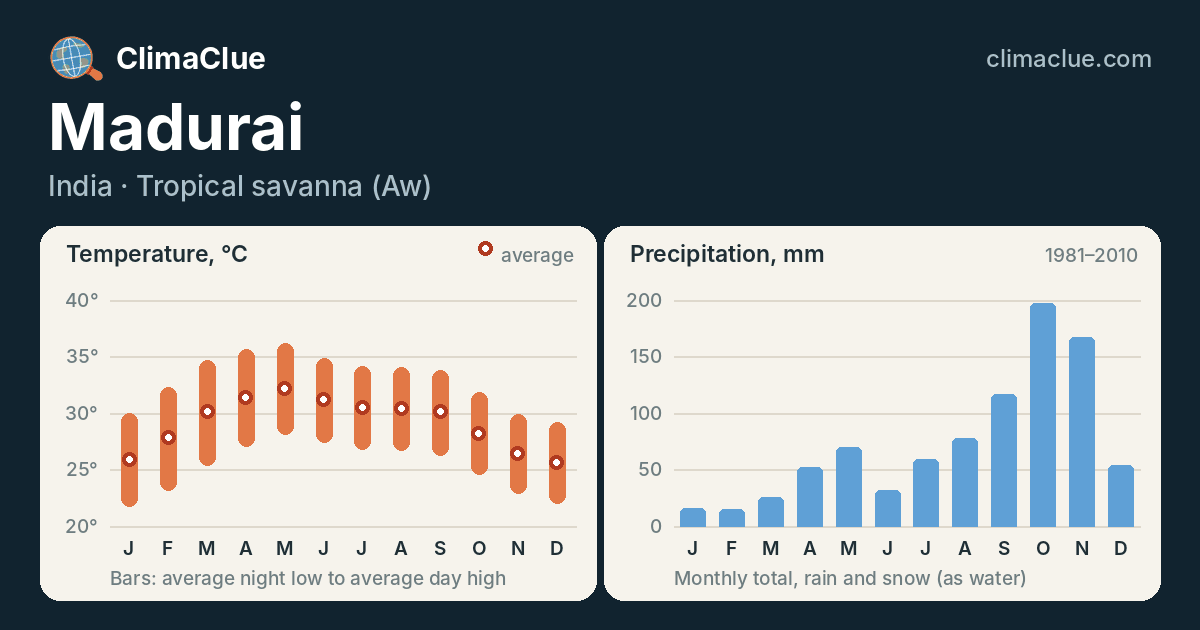 ClimaClue
climaclue.com
Madurai
India · Tropical savanna (Aw)
Temperature, °C
average
40°
35°
30°
25°
20°
J F M A M J J A S O N D
Bars: average night low to average day high
Precipitation, mm
1981–2010
200
150
100
50
0
J F M A M J J A S O N D
Monthly total, rain and snow (as water)